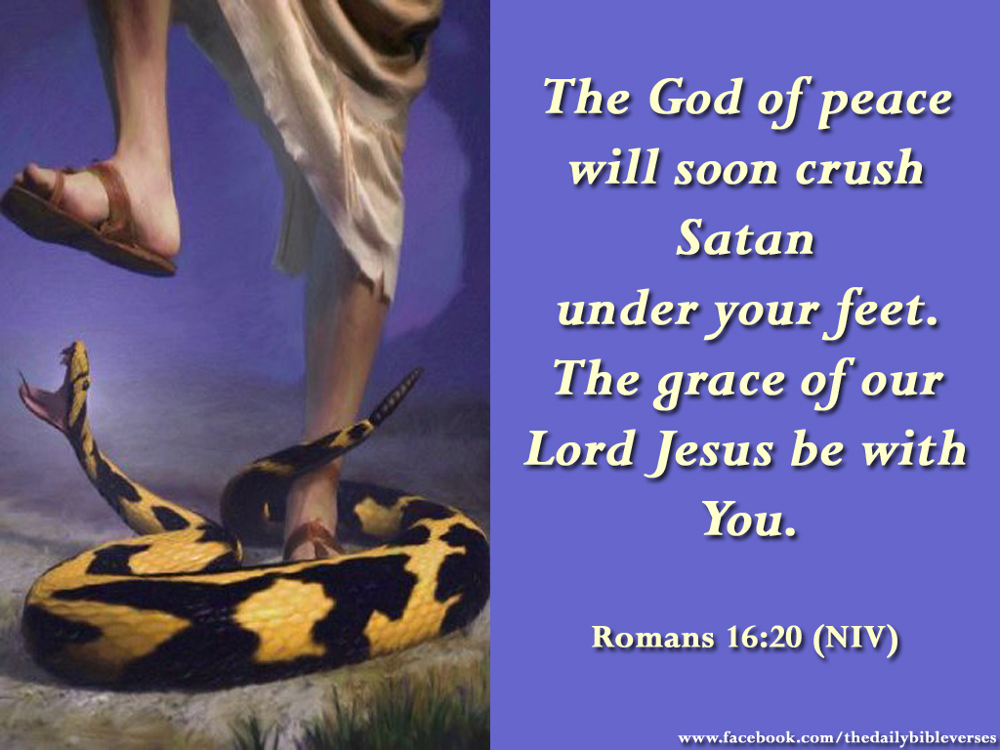 The God of peace
will soon crush
Satan
under your feet.
The grace of our
Lord Jesus be with
You.
Romans 16:20 (NIV)
www.facebook.com/thedailybibleverses